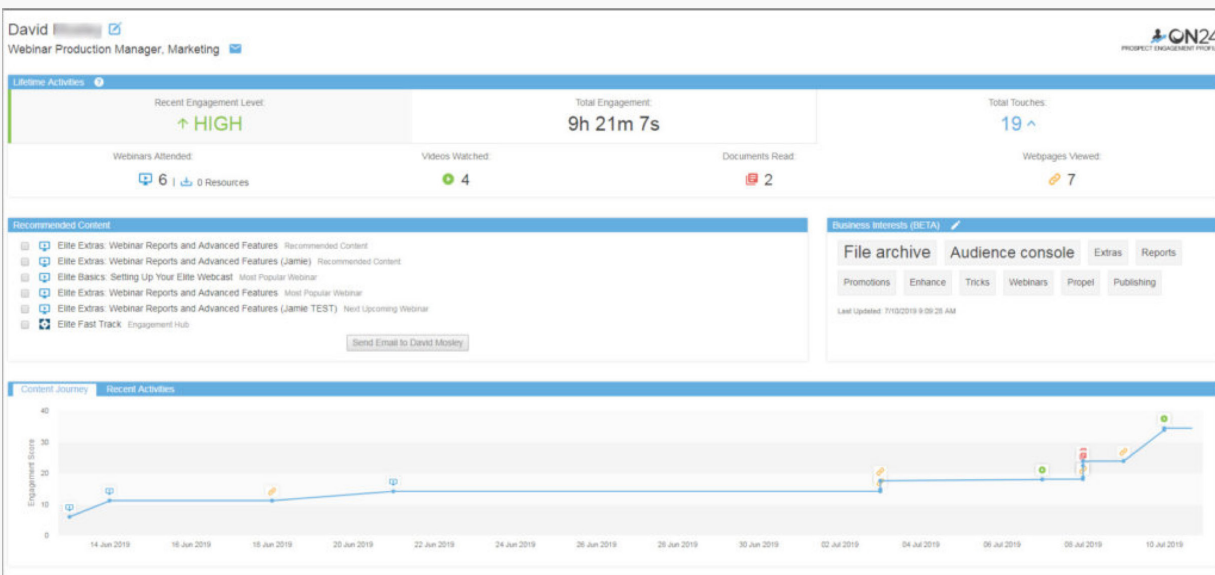 David
Webinar Production Manager, Marketing
ON24
PROSPECT ENGAGEMENT
Lifetime Activities ?
Recent Engagement Level:
↑ HIGH
Total Engagement:
9h 21m 7s
Total Touches:
19
Webinars Attended:
6 | 0 Resources
Videos Watched:
4
Documents Read:
2
Webpages Viewed:
7
Recommended Content
Elite Extras: Webinar Reports and Advanced Features Recommended Content
Elite Extras: Webinar Reports and Advanced Features (Jamie) Recommended Content
Elite Basics: Setting Up Your Elite Webcast Most Popular Webinar
Elite Extras: Webinar Reports and Advanced Features Most Popular Webinar
Elite Extras: Webinar Reports and Advanced Features (Jamie TEST) Next Upcoming Webinar
Elite Fast Track Engagement Hub
Send Email to David Mosley
Business Interests (BETA)
File archive Audience console Extras Reports
Promotions Enhance Tricks Webinars Propel Publishing
Last Updated: 7/10/2019 9:09:28 AM
Content Journey Recent Activities
Engagement Score
40
30
20
10
0
14 Jun 2019 16 Jun 2019 18 Jun 2019 20 Jun 2019 22 Jun 2019 24 Jun 2019 26 Jun 2019 28 Jun 2019 30 Jun 2019 02 Jul 2019 04 Jul 2019 06 Jul 2019 08 Jul 2019 10 Jul 2019